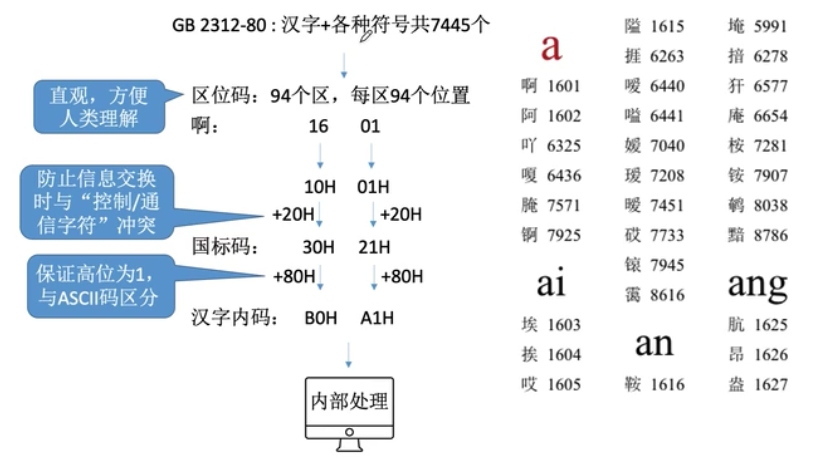 GB 2312-80 : 汉字+各种符号共7445个
直观，方便
人类理解
区位码：94个区，每区94个位置
啊： 16 01
防止信息交换
时与“控制/通
信字符”冲突
10H 01H
+20H +20H
国标码： 30H 21H
保证高位为1，
与ASCII码区分
+80H +80H
汉字内码： B0H A1H
内部处理
a
啊 1601
阿 1602
吖 6325
嗄 6436
腌 7571
锕 7925
ai
埃 1603
挨 1604
哎 1605
隘 1615
捱 6263
嗳 6440
嗌 6441
嫒 7040
瑷 7208
暧 7451
砹 7733
锿 7945
霭 8616
an
鞍 1616
埯 5991
揞 6278
犴 6577
庵 6654
桉 7281
铵 7907
鹌 8038
黯 8786
ang
肮 1625
昂 1626
盎 1627